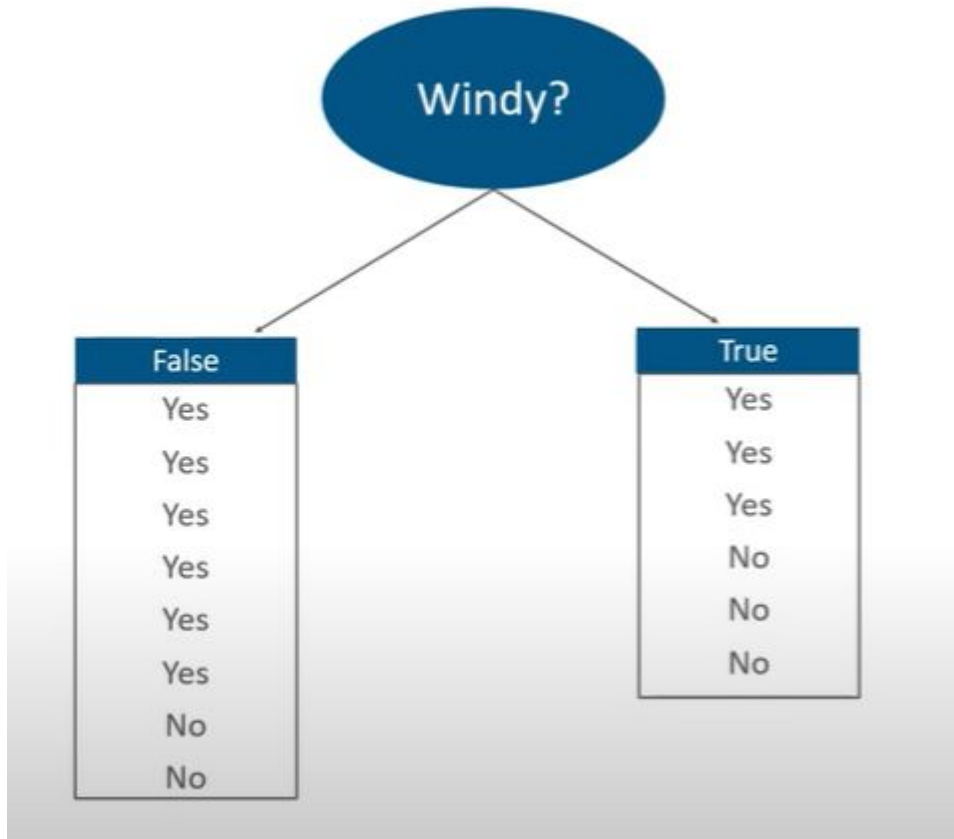 Windy?
False
Yes
Yes
Yes
Yes
Yes
Yes
No
No
True
Yes
Yes
Yes
No
No
No